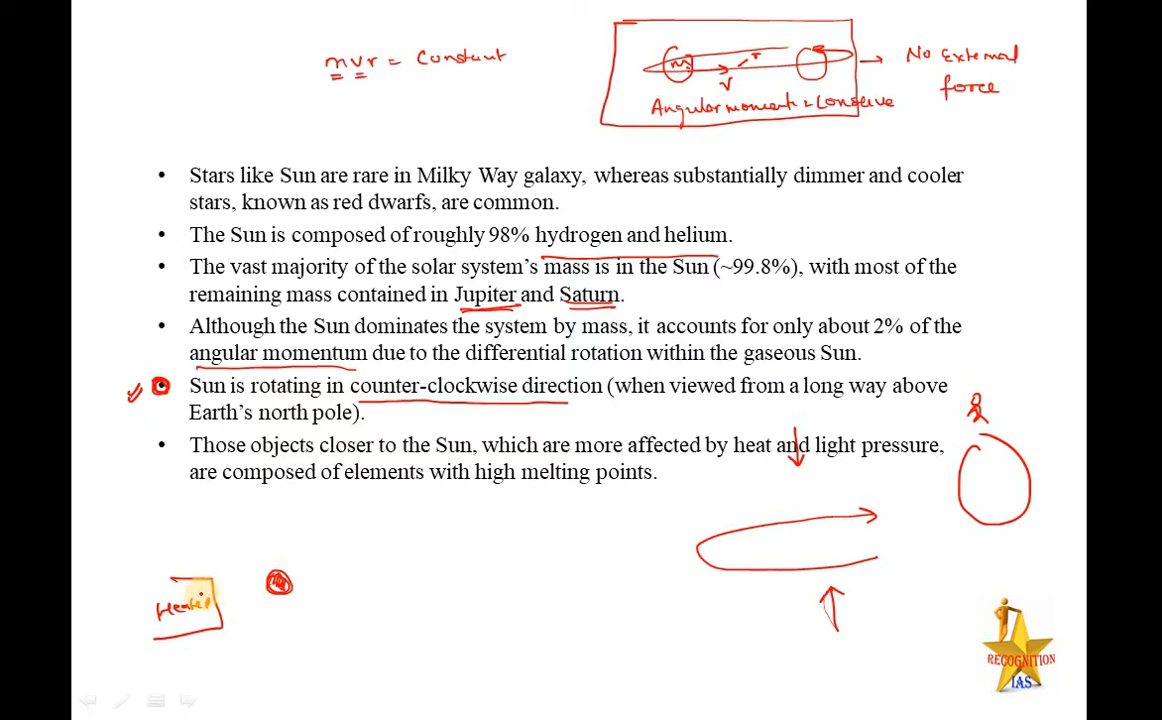 mvr = Constant
m
r
v
Angular moment = Conserve
No External
force
• Stars like Sun are rare in Milky Way galaxy, whereas substantially dimmer and cooler
stars, known as red dwarfs, are common.
• The Sun is composed of roughly 98% hydrogen and helium.
• The vast majority of the solar system’s mass is in the Sun (~99.8%), with most of the
remaining mass contained in Jupiter and Saturn.
• Although the Sun dominates the system by mass, it accounts for only about 2% of the
angular momentum due to the differential rotation within the gaseous Sun.
• Sun is rotating in counter-clockwise direction (when viewed from a long way above
Earth’s north pole).
• Those objects closer to the Sun, which are more affected by heat and light pressure,
are composed of elements with high melting points.
Heater
RECOGNITION
IAS